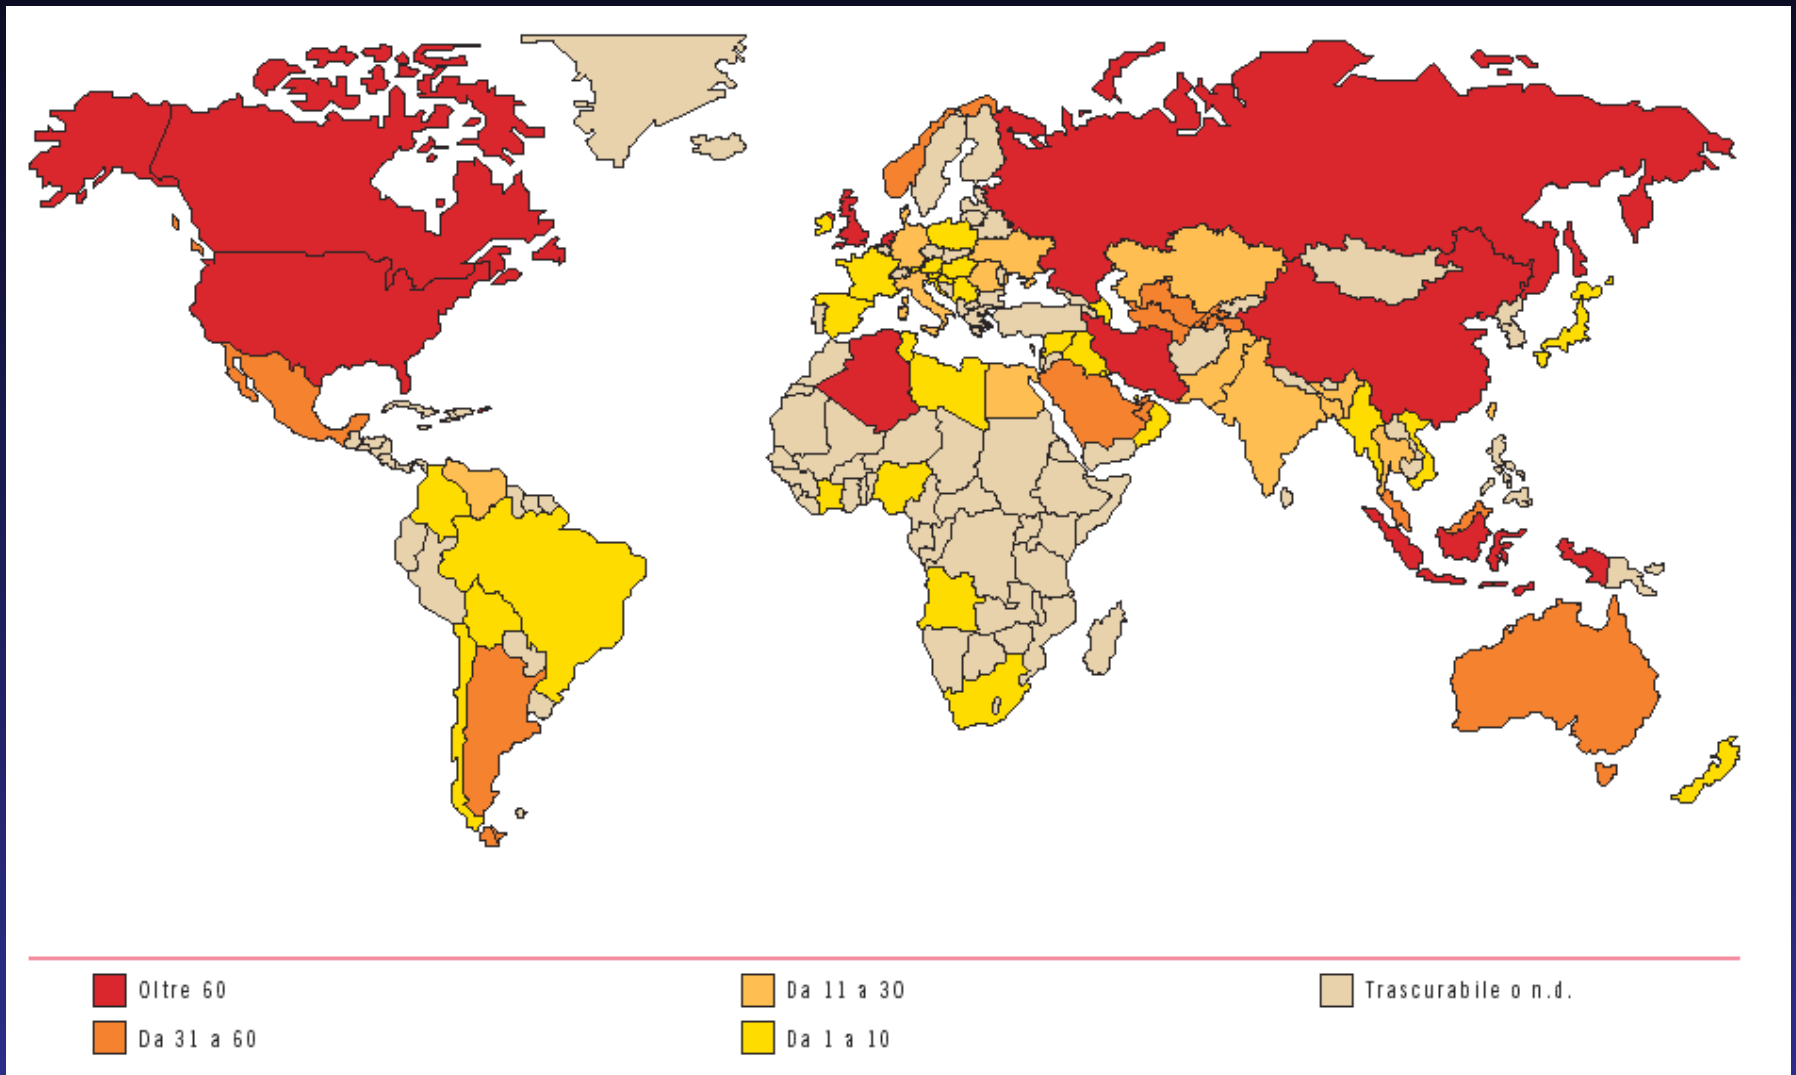 Oltre 60
Da 31 a 60
Da 11 a 30
Da 1 a 10
Trascurabile o n.d.